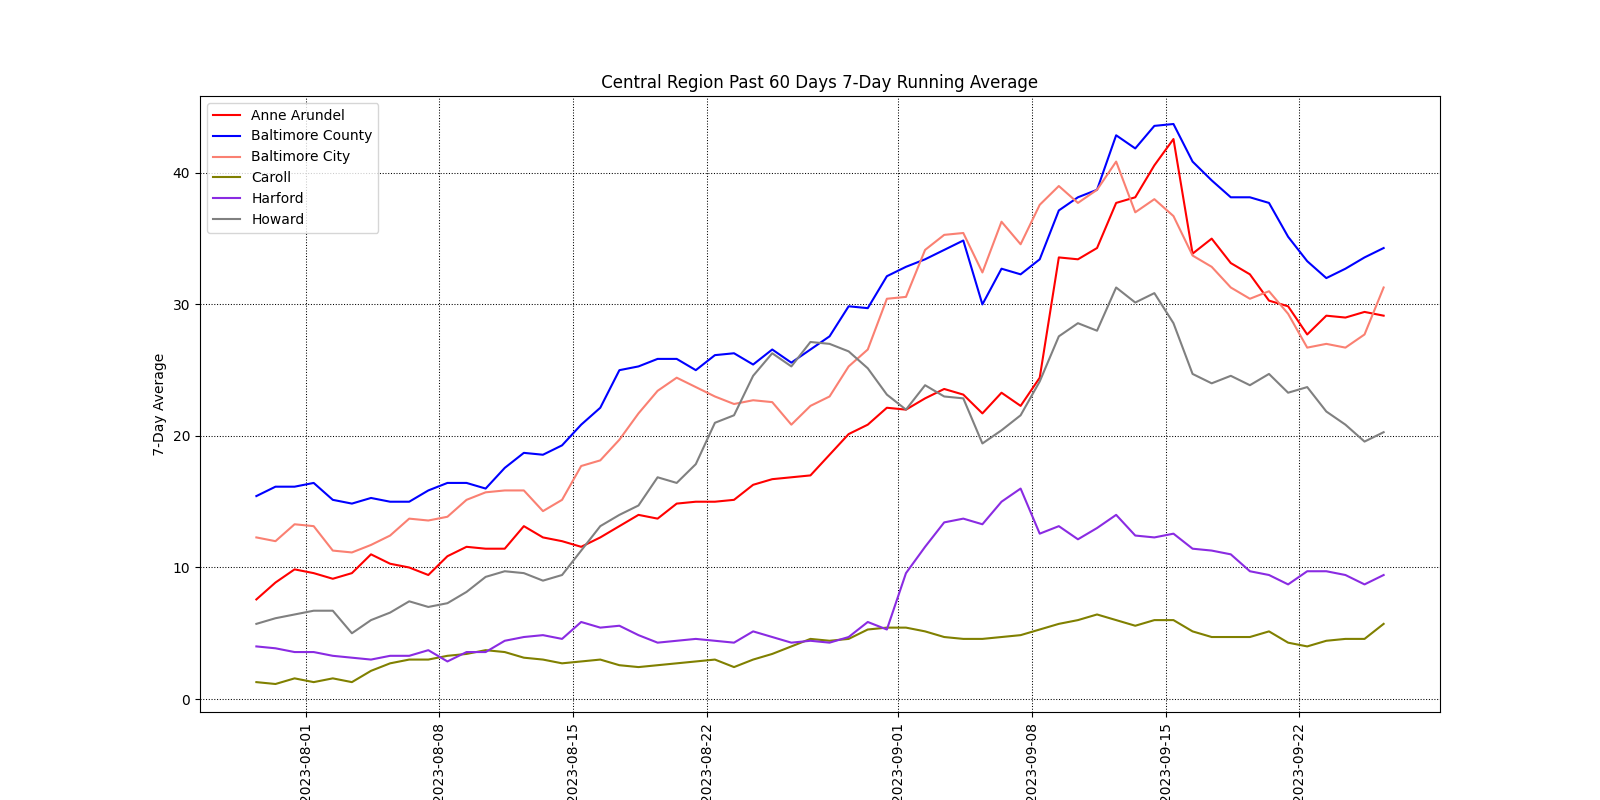 Central Region Past 60 Days 7-Day Running Average
Anne Arundel
Baltimore County
Baltimore City
Caroll
Harford
Howard
7-Day Average
40
30
20
10
0
2023-08-01
2023-08-08
2023-08-15
2023-08-22
2023-09-01
2023-09-08
2023-09-15
2023-09-22